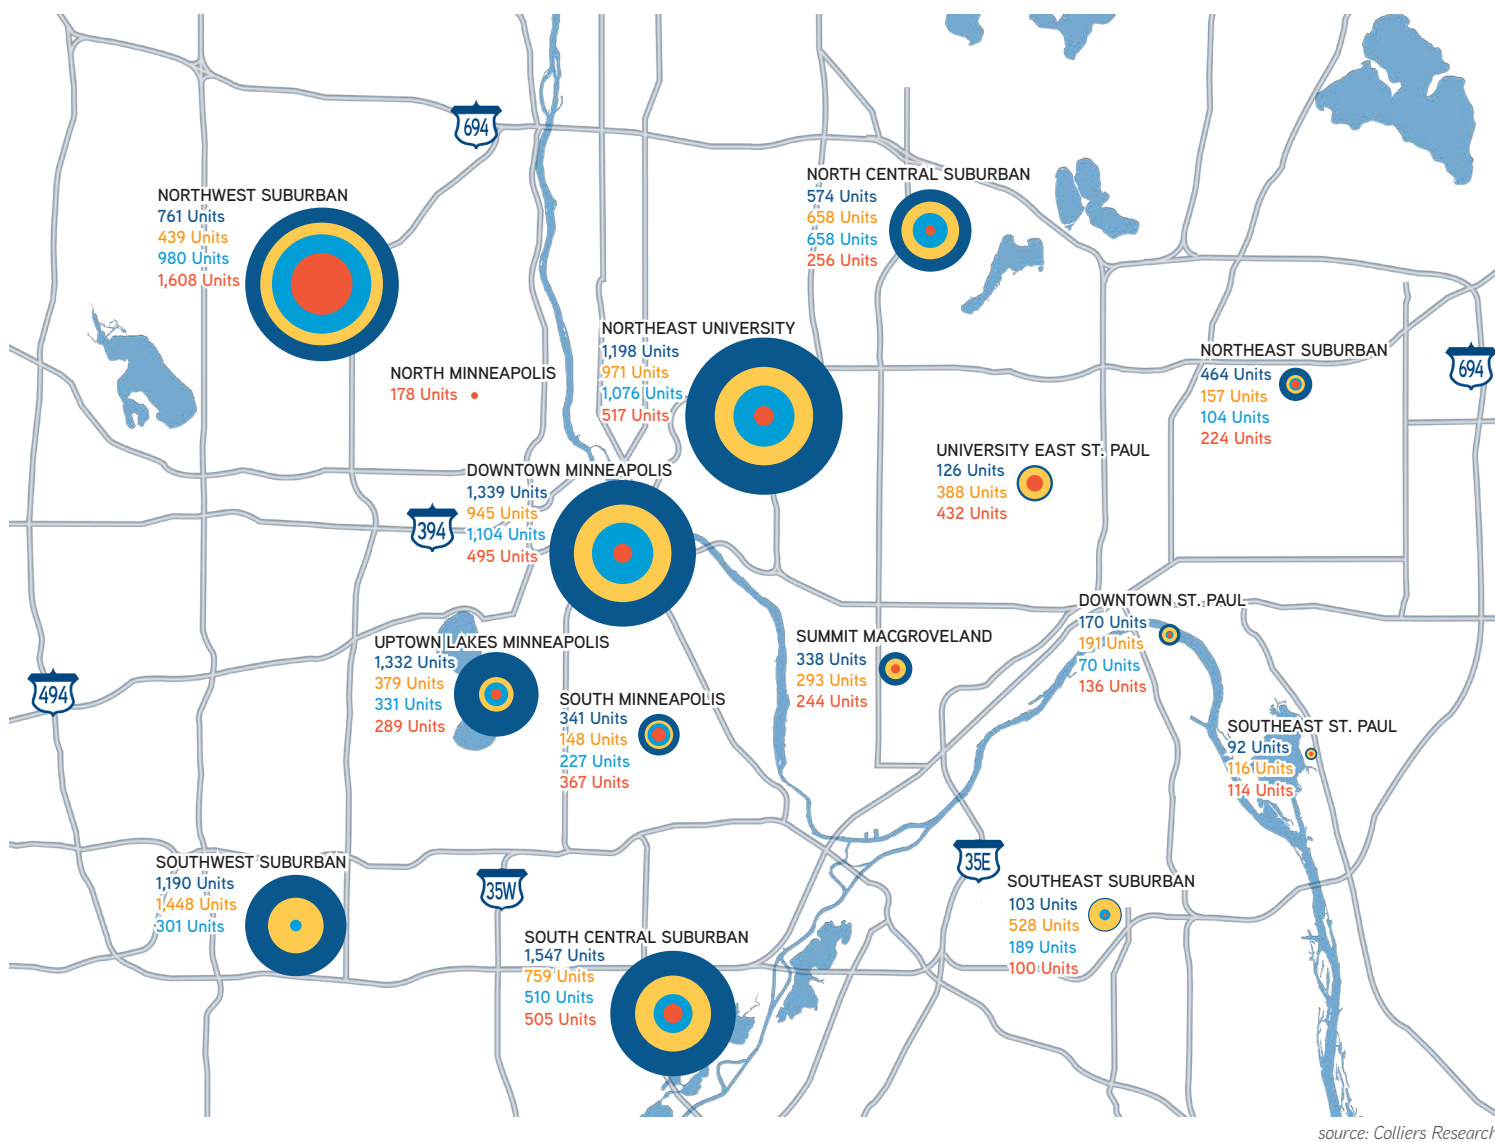 694
NORTH CENTRAL SUBURBAN
574 Units
658 Units
658 Units
256 Units
NORTHWEST SUBURBAN
761 Units
439 Units
980 Units
1,608 Units
NORTHEAST UNIVERSITY
1,198 Units
971 Units
1,076 Units
517 Units
NORTH MINNEAPOLIS
178 Units
NORTHEAST SUBURBAN
464 Units
157 Units
104 Units
224 Units
694
UNIVERSITY EAST ST. PAUL
126 Units
388 Units
432 Units
DOWNTOWN MINNEAPOLIS
1,339 Units
945 Units
1,104 Units
495 Units
394
DOWNTOWN ST. PAUL
170 Units
191 Units
70 Units
136 Units
UPTOWN LAKES MINNEAPOLIS
1,332 Units
379 Units
331 Units
289 Units
SUMMIT MACGROVELAND
338 Units
293 Units
244 Units
494
SOUTH MINNEAPOLIS
341 Units
148 Units
227 Units
367 Units
SOUTHEAST ST. PAUL
92 Units
116 Units
114 Units
SOUTHWEST SUBURBAN
1,190 Units
1,448 Units
301 Units
35W
35E
SOUTHEAST SUBURBAN
103 Units
528 Units
189 Units
100 Units
SOUTH CENTRAL SUBURBAN
1,547 Units
759 Units
510 Units
505 Units
source: Colliers Research